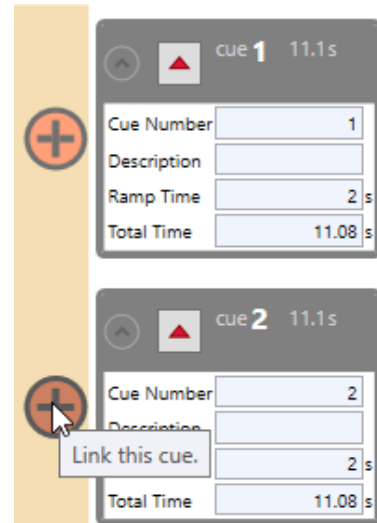 cue 1 11.1s
Cue Number 1
Description
Ramp Time 2 s
Total Time 11.08 s
cue 2 11.1s
Cue Number 2
Link this cue.
2 s
Total Time 11.08 s